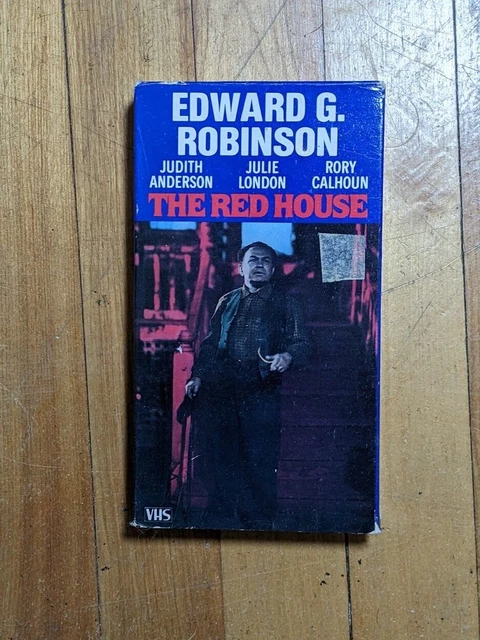 EDWARD G.
ROBINSON
JUDITH ANDERSON
JULIE LONDON
RORY CALHOUN
THE RED HOUSE
VHS